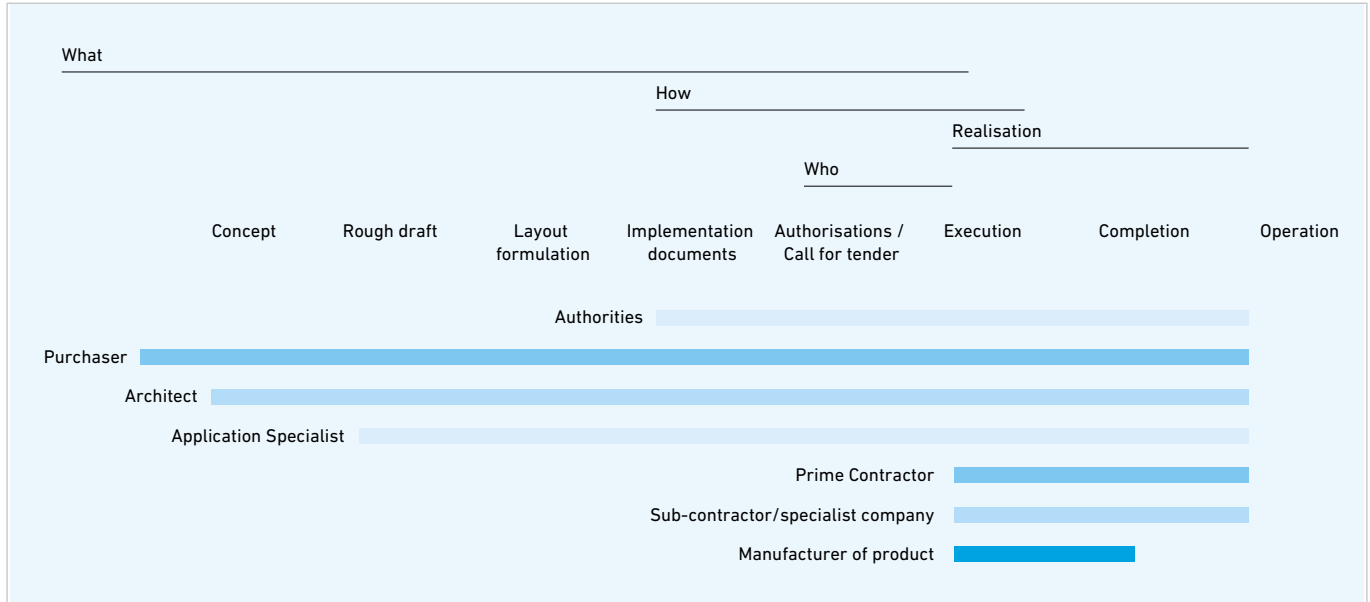 What
How
Realisation
Who
Concept
Rough draft
Layout
formulation
Implementation
documents
Authorisations /
Call for tender
Execution
Completion
Operation
Authorities
Purchaser
Architect
Application Specialist
Prime Contractor
Sub-contractor/specialist company
Manufacturer of product